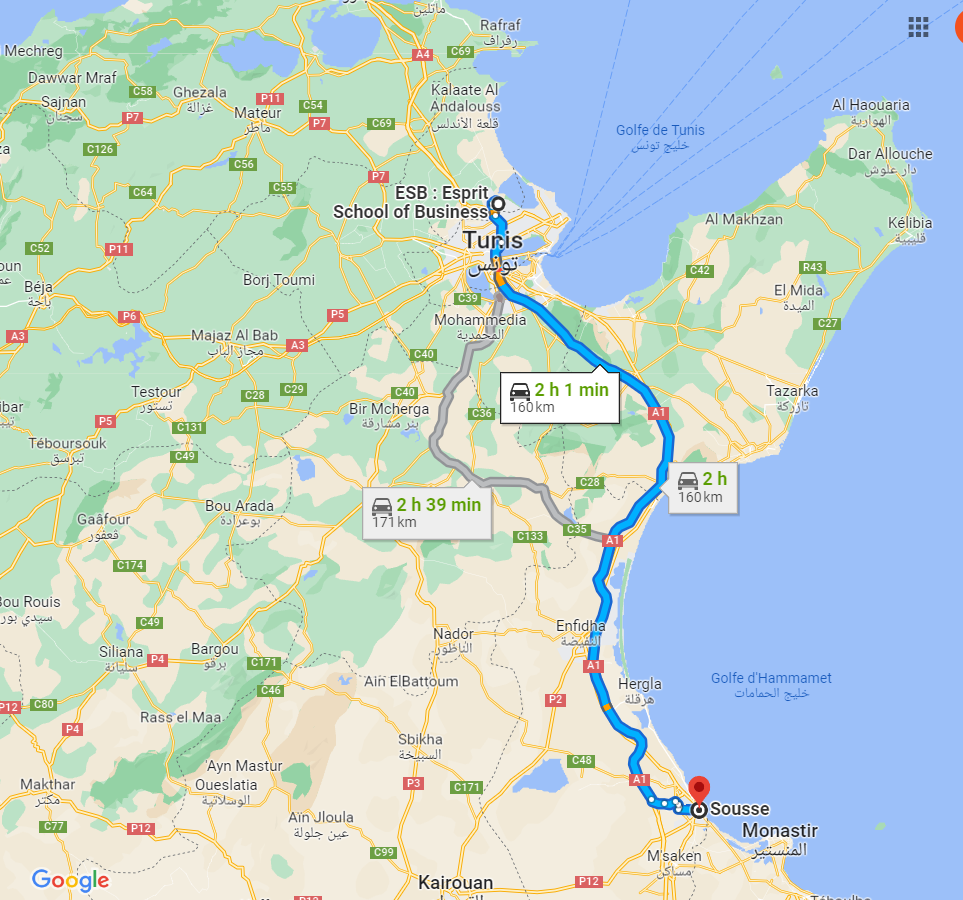 ماتلين
Rafraf
رفراف
Mechreg
A4
C69
Dawwar Mraf
Sajnan
سجنان
C58
Ghezala
غزالة
P11
C54
Kalaate Al
Andalouss
قلعة الأندلس
Al Haouaria
الهوارية
P7
Mateur
ماطر
P7
C69
Golfe de Tunis
خليج تونس
C126
C56
Dar Allouche
دار علوش
P7
C64
C55
ESB : Esprit
School of Business
Al Makhzan
Kélibia
قليبية
Tunis
تونس
C52
P11
Béja
باجة
Borj Toumi
C42
R43
El Mida
الميدة
C39
C27
P6
P5
Mohammedia
المحمدية
A3
Majaz Al Bab
مجاز الباب
A3
C40
Testour
تستور
C28
C29
C40
2 h 1 min
160 km
Tazarka
تازركة
Bir Mcherga
بئر مشارقة
C36
A1
P5
C131
Téboursouk
تبرسق
C49
2 h
160 km
C28
2 h 39 min
171 km
Bou Arada
بوعرادة
Gaâfour
قعفور
C35
C133
A1
C174
Bou Rouis
سيدي بور
C49
Enfidha
النفيضة
Nador
الناظور
Siliana
سليانة
P4
Bargou
برقو
C171
A1
C46
Ain ElBattoum
Hergla
هرقلة
Golfe d'Hammamet
خليج الحمامات
P12
C80
P4
Rass el Maa
P2
Sbikha
السبيخة
Ayn Mastur
Oueslatia
الوسلاتية
C48
Makthar
مكثر
P3
C171
A1
Sousse
Aïn Jloula
عين جلولة
C77
P12
Monastir
المنستير
C99
M'saken
مساكن
Google
Kairouan
P12
P12